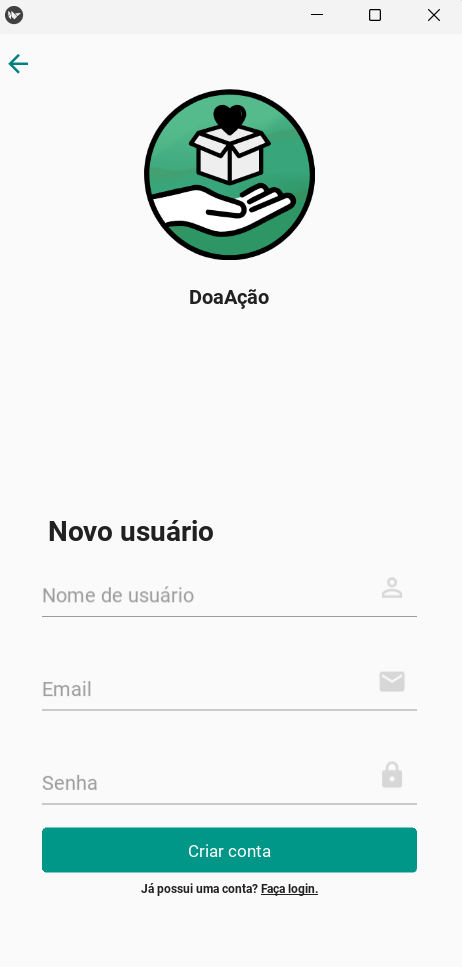 DoaAção
Novo usuário
Nome de usuário
Email
Senha
Criar conta
Já possui uma conta? Faça login.